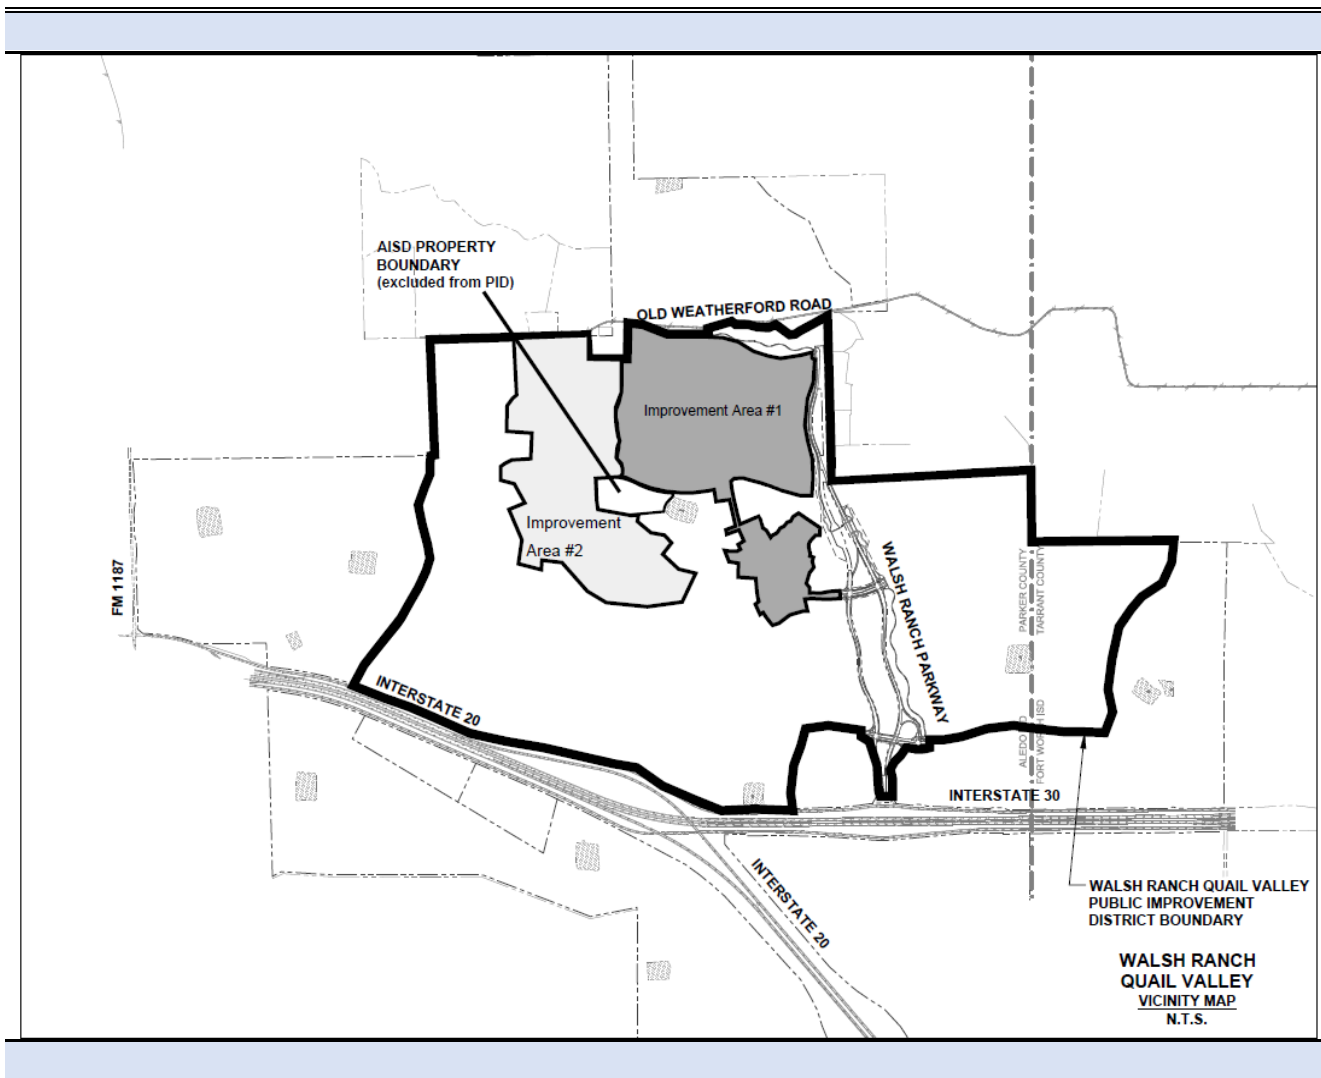 AISD PROPERTY
BOUNDARY
(excluded from PID)
OLD WEATHERFORD ROAD
Improvement Area #1
Improvement
Area #2
FM 1187
WALSH RANCH PARKWAY
PARKER COUNTY
TARRANT COUNTY
INTERSTATE 20
ALEDO ISD
FORT WORTH ISD
INTERSTATE 30
INTERSTATE 20
WALSH RANCH QUAIL VALLEY
PUBLIC IMPROVEMENT
DISTRICT BOUNDARY
WALSH RANCH
QUAIL VALLEY
VICINITY MAP
N.T.S.